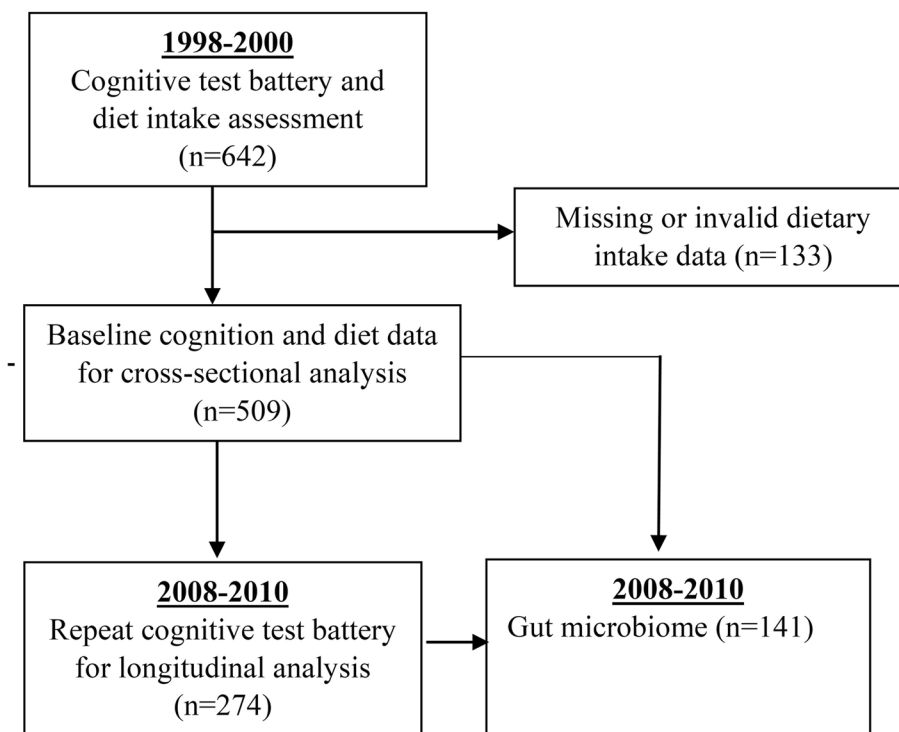 1998-2000
Cognitive test battery and
diet intake assessment
(n=642)
Missing or invalid dietary
intake data (n=133)
Baseline cognition and diet data
for cross-sectional analysis
(n=509)
-
2008-2010
Repeat cognitive test battery
for longitudinal analysis
(n=274)
2008-2010
Gut microbiome (n=141)